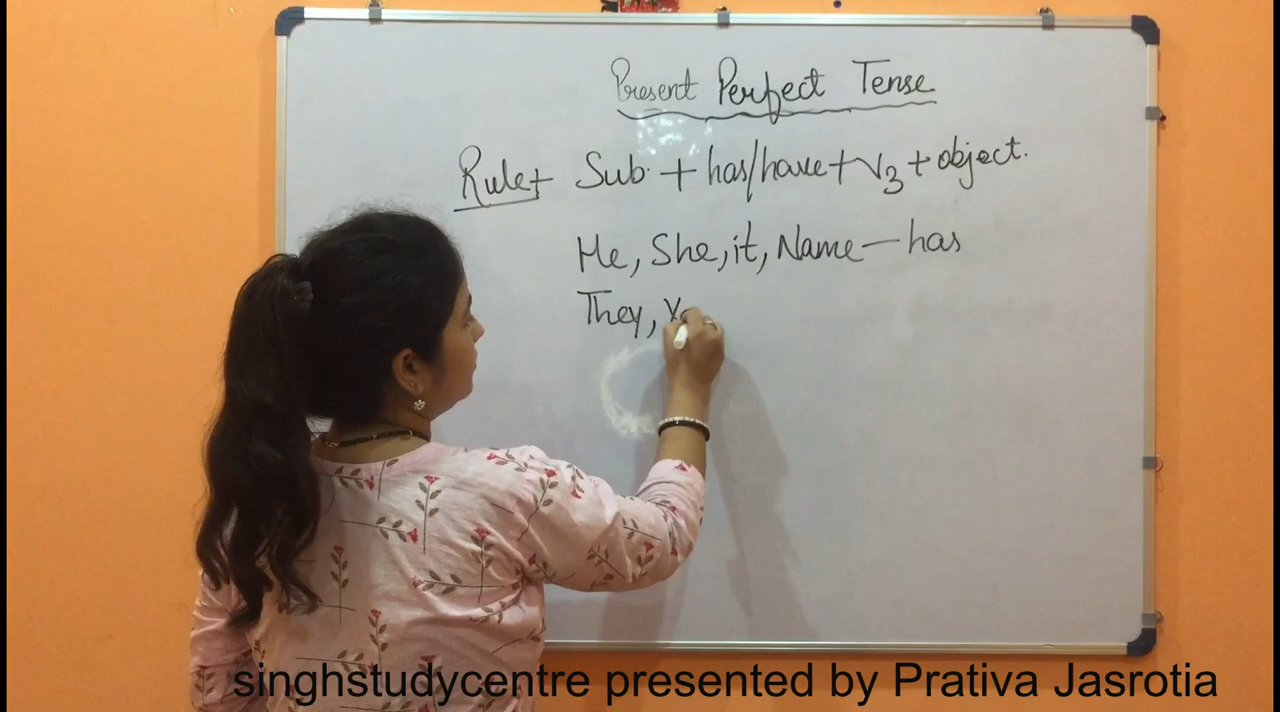 Present Perfect Tense
Rule→ Sub. + has/have + V3 + object.
He, She, it, Name — has
They, Yo
singhstudycentre presented by Prativa Jasrotia